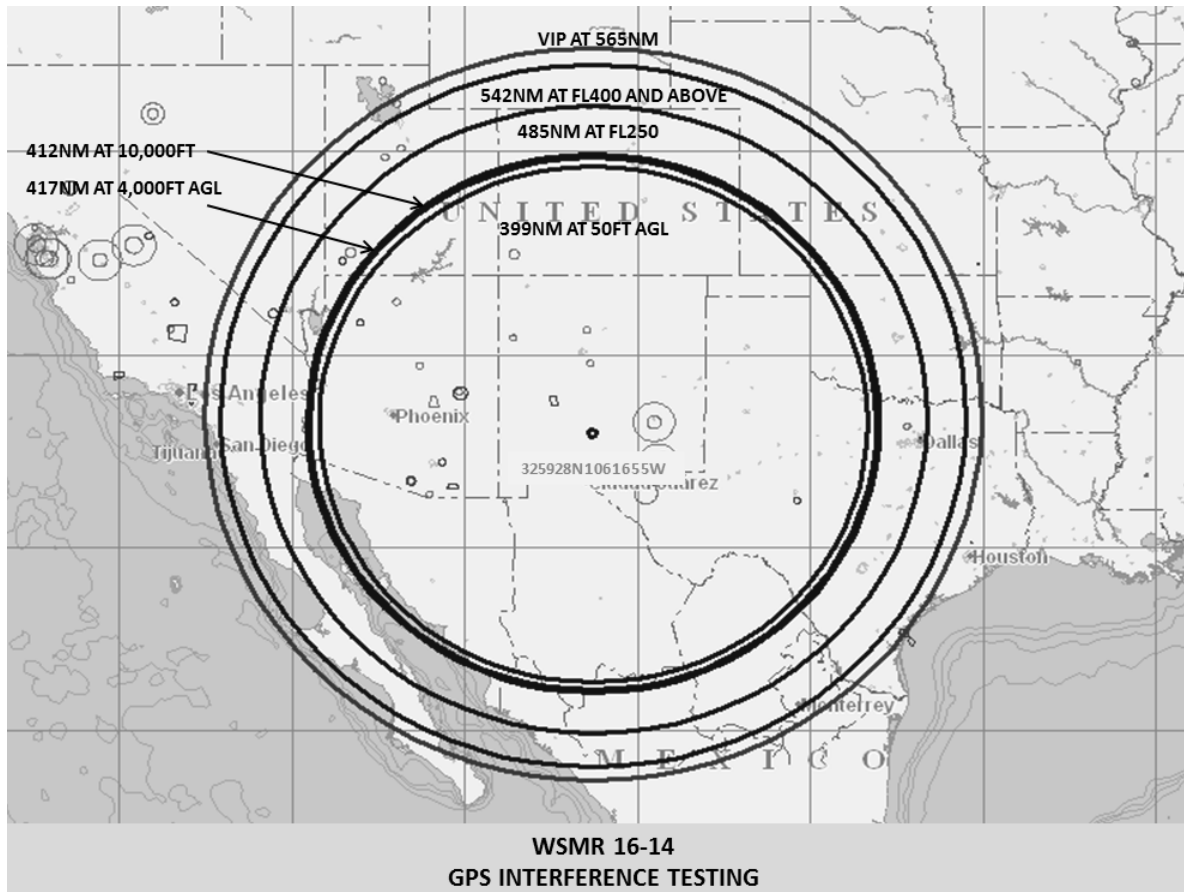 VIP AT 565NM
542NM AT FL400 AND ABOVE
485NM AT FL250
412NM AT 10,000FT
417NM AT 4,000FT AGL
UNITED STATES
399NM AT 50FT AGL
Los Angeles
Phoenix
Tijuana
San Diego
Dallas
325928N1061655W
Ciudad Juarez
Houston
Monterrey
MEXICO
WSMR 16-14
GPS INTERFERENCE TESTING